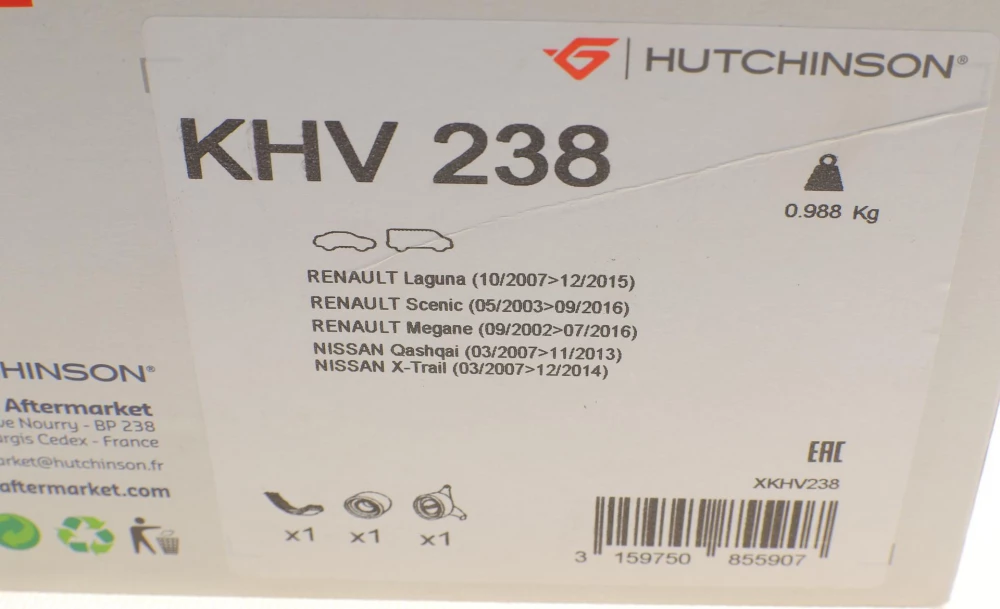 HUTCHINSON®
KHV 238
0.988 Kg
RENAULT Laguna (10/2007>12/2015)
RENAULT Scenic (05/2003>09/2016)
RENAULT Megane (09/2002>07/2016)
NISSAN Qashqai (03/2007>11/2013)
NISSAN X-Trail (03/2007>12/2014)
HINSON®
Aftermarket
ue Nourry - BP 238
rgis Cedex - France
arket@hutchinson.fr
aftermarket.com
EAC
XKHV238
x1 x1 x1
3 159750 855907